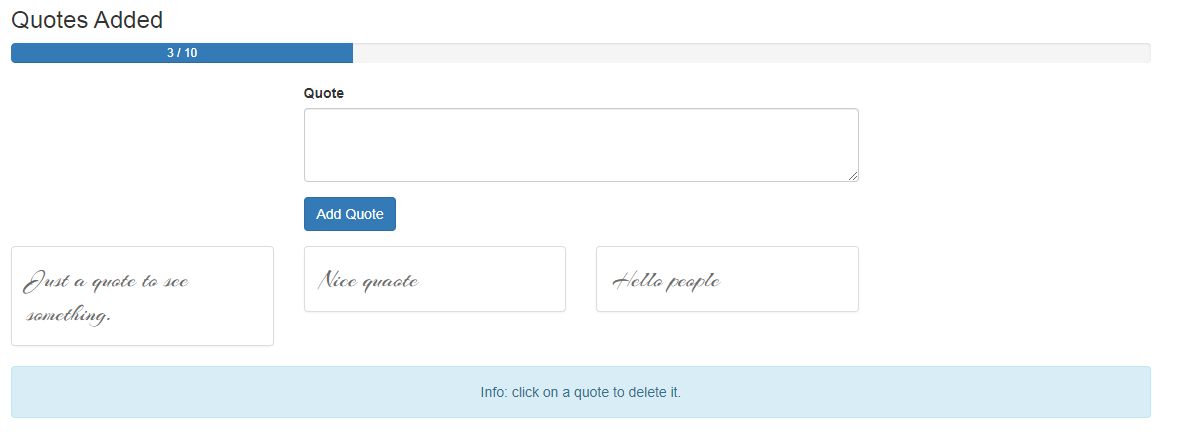 Quotes Added
3 / 10
Quote
Add Quote
Just a quote to see
something.
Nice quaote
Hello people
Info: click on a quote to delete it.